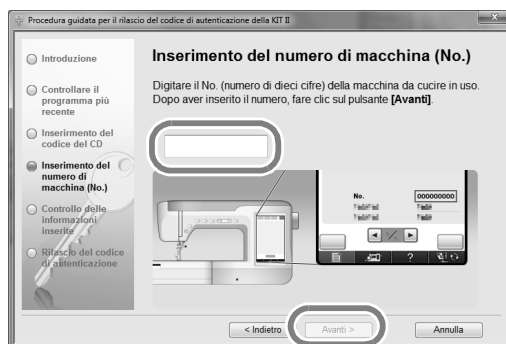 Procedura guidata per il rilascio del codice di autenticazione della KIT II
x
Introduzione
Controllare il
programma più
recente
Inserirmento del
codice del CD
Inserimento del
numero di
macchina (No.)
Controllo delle
informazioni
inserite
Rilascio del codice
di autenticazione
Inserimento del numero di macchina (No.)
Digitare il No. (numero di dieci cifre) della macchina da cucire in uso.
Dopo aver inserito il numero, fare clic sul pulsante [Avanti].
No.
000000000
?
< Indietro
Avanti >
Annulla